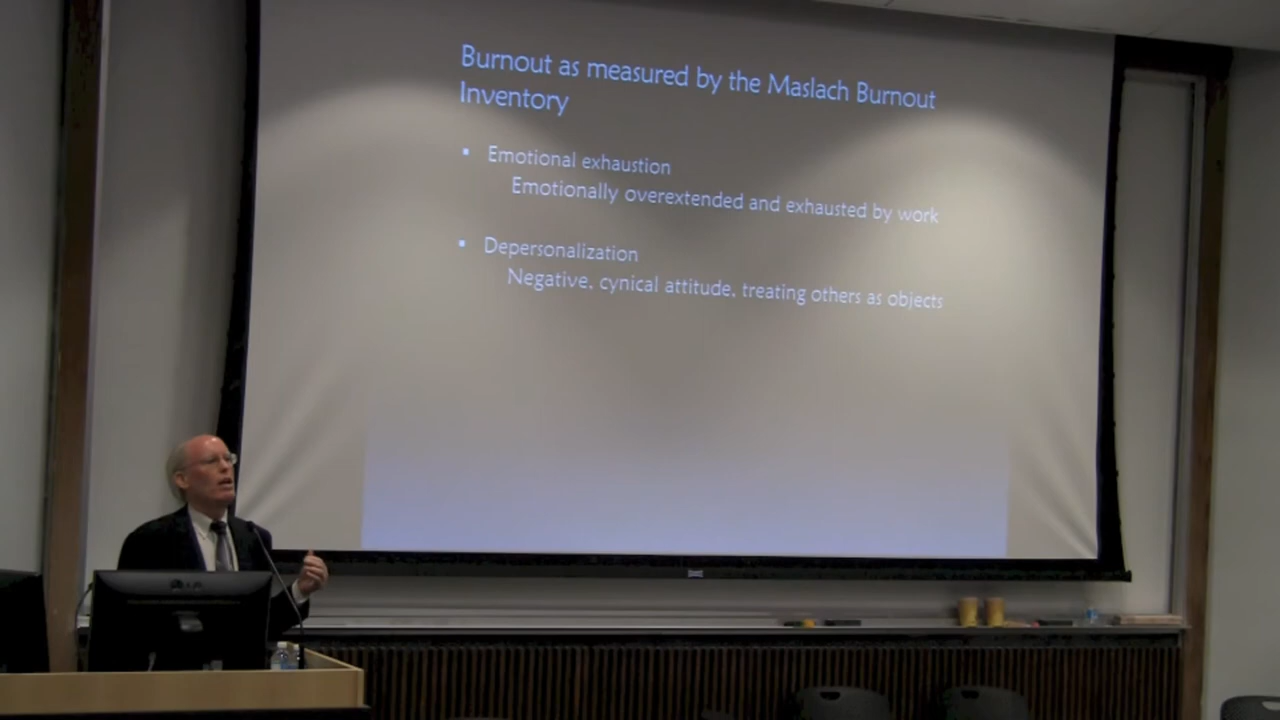 Burnout as measured by the Maslach Burnout
Inventory
▪ Emotional exhaustion
Emotionally overextended and exhausted by work
▪ Depersonalization
Negative, cynical attitude, treating others as objects
LG